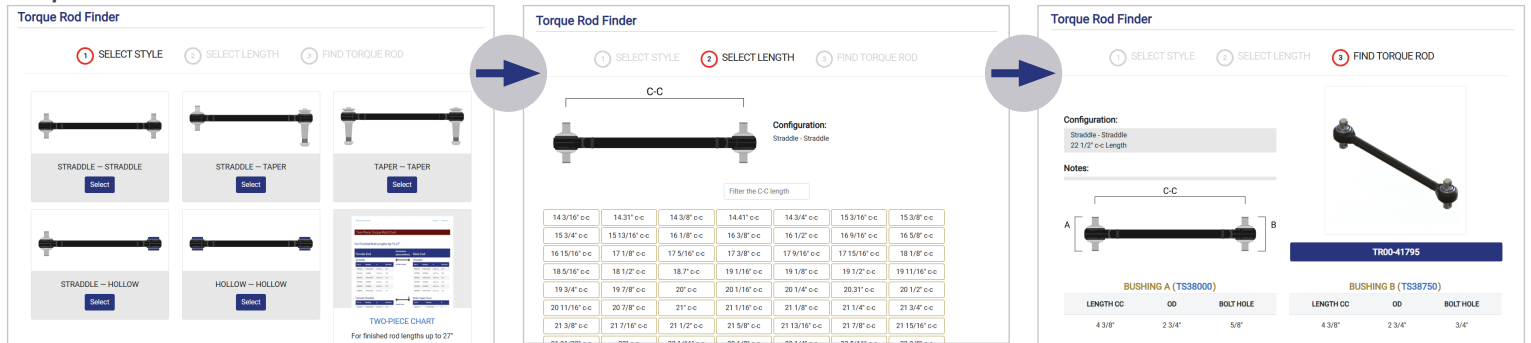 Torque Rod Finder
1 SELECT STYLE 2 SELECT LENGTH 3 FIND TORQUE ROD
STRADDLE — STRADDLE
Select
STRADDLE — TAPER
Select
TAPER — TAPER
Select
STRADDLE — HOLLOW
Select
HOLLOW — HOLLOW
Select
TWO-PIECE CHART
For finished rod lengths up to 27"
Torque Rod Finder
1 SELECT STYLE 2 SELECT LENGTH 3 FIND TORQUE ROD
C-C
Configuration:
Straddle - Straddle
Filter the C-C length
14 3/16" c-c 14.31" c-c 14 3/8" c-c 14.41" c-c 14 3/4" c-c 15 3/16" c-c 15 3/8" c-c
15 3/4" c-c 15 13/16" c-c 16 1/8" c-c 16 3/8" c-c 16 1/2" c-c 16 9/16" c-c 16 5/8" c-c
16 15/16" c-c 17 1/8" c-c 17 5/16" c-c 17 3/8" c-c 17 9/16" c-c 17 15/16" c-c 18 1/8" c-c
18 5/16" c-c 18 1/2" c-c 18.7" c-c 19 1/16" c-c 19 1/8" c-c 19 1/2" c-c 19 11/16" c-c
19 3/4" c-c 19 7/8" c-c 20" c-c 20 1/16" c-c 20 1/4" c-c 20.31" c-c 20 1/2" c-c
20 11/16" c-c 20 7/8" c-c 21" c-c 21 1/16" c-c 21 1/8" c-c 21 1/4" c-c 21 3/4" c-c
21 3/8" c-c 21 7/16" c-c 21 1/2" c-c 21 5/8" c-c 21 13/16" c-c 21 7/8" c-c 21 15/16" c-c
Torque Rod Finder
1 SELECT STYLE 2 SELECT LENGTH 3 FIND TORQUE ROD
Configuration:
Straddle - Straddle
22 1/2" c-c Length
Notes:
C-C
A B
TR00-41795
BUSHING A (TS38000)
LENGTH CC OD BOLT HOLE
4 3/8" 2 3/4" 5/8"
BUSHING B (TS38750)
LENGTH CC OD BOLT HOLE
4 3/8" 2 3/4" 3/4"